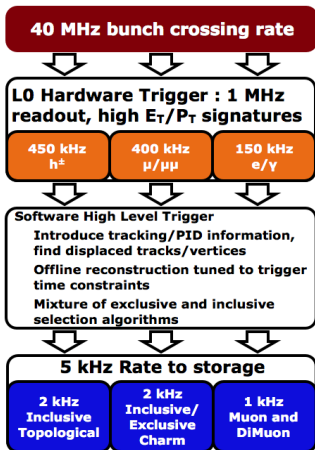 40 MHz bunch crossing rate
L0 Hardware Trigger : 1 MHz
readout, high ET/PT signatures
450 kHz
h±
400 kHz
μ/μμ
150 kHz
e/γ
Software High Level Trigger
Introduce tracking/PID information,
find displaced tracks/vertices
Offline reconstruction tuned to trigger
time constraints
Mixture of exclusive and inclusive
selection algorithms
5 kHz Rate to storage
2 kHz
Inclusive
Topological
2 kHz
Inclusive/
Exclusive
Charm
1 kHz
Muon and
DiMuon